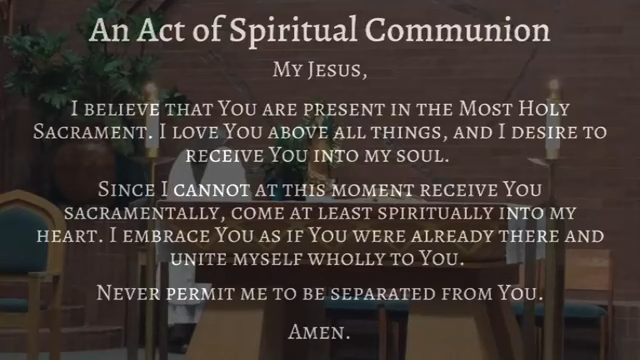 An Act of Spiritual Communion
My Jesus,
I believe that You are present in the Most Holy
Sacrament. I love You above all things, and I desire to
receive You into my soul.
Since I cannot at this moment receive You
sacramentally, come at least spiritually into my
heart. I embrace You as if You were already there and
unite myself wholly to You.
Never permit me to be separated from You.
Amen.